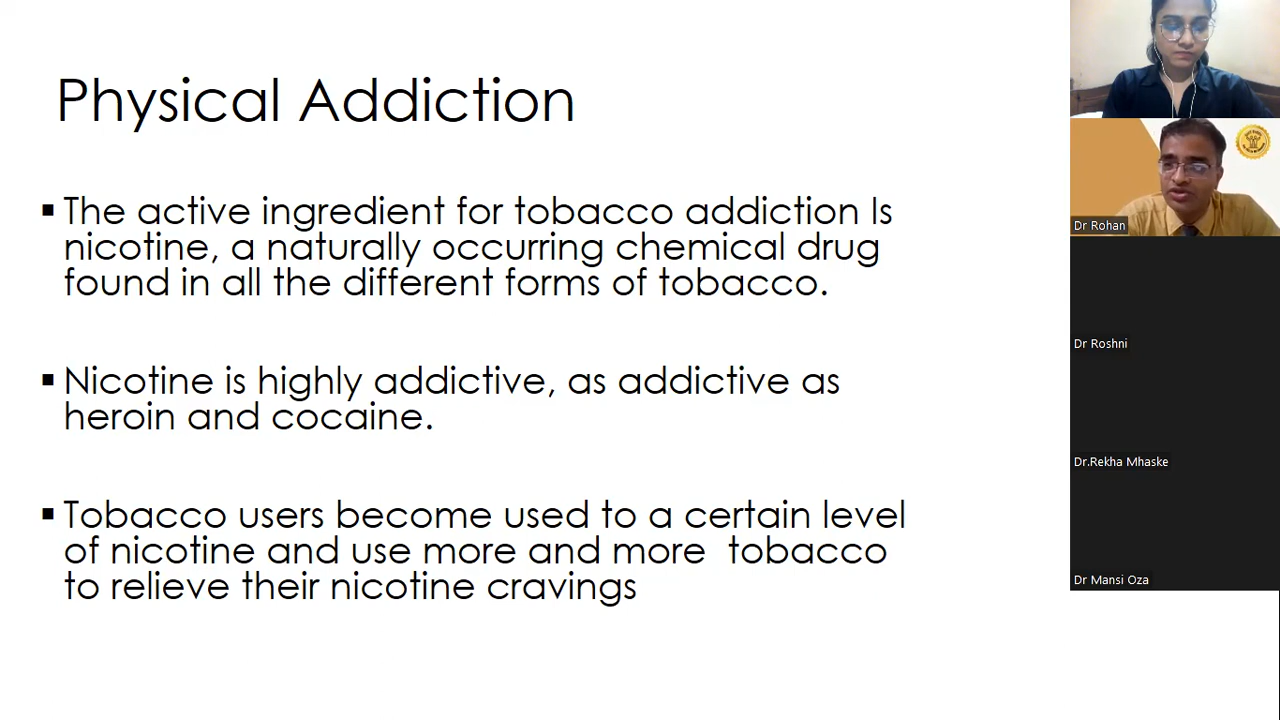 Physical Addiction
▪ The active ingredient for tobacco addiction Is
nicotine, a naturally occurring chemical drug
found in all the different forms of tobacco.
▪ Nicotine is highly addictive, as addictive as
heroin and cocaine.
▪ Tobacco users become used to a certain level
of nicotine and use more and more  tobacco
to relieve their nicotine cravings
Dr Rohan
Dr Roshni
Dr.Rekha Mhaske
Dr Mansi Oza